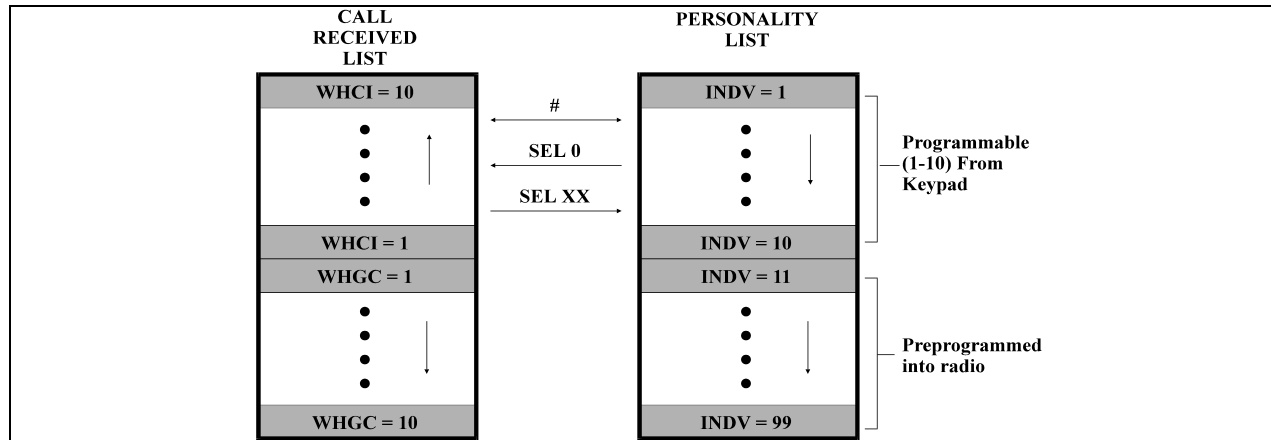 CALL
RECEIVED
LIST
WHCI = 10
WHCI = 1
WHGC = 1
WHGC = 10
#
SEL 0
SEL XX
PERSONALITY
LIST
INDV = 1
INDV = 10
INDV = 11
INDV = 99
Programmable
(1-10) From
Keypad
Preprogrammed
into radio